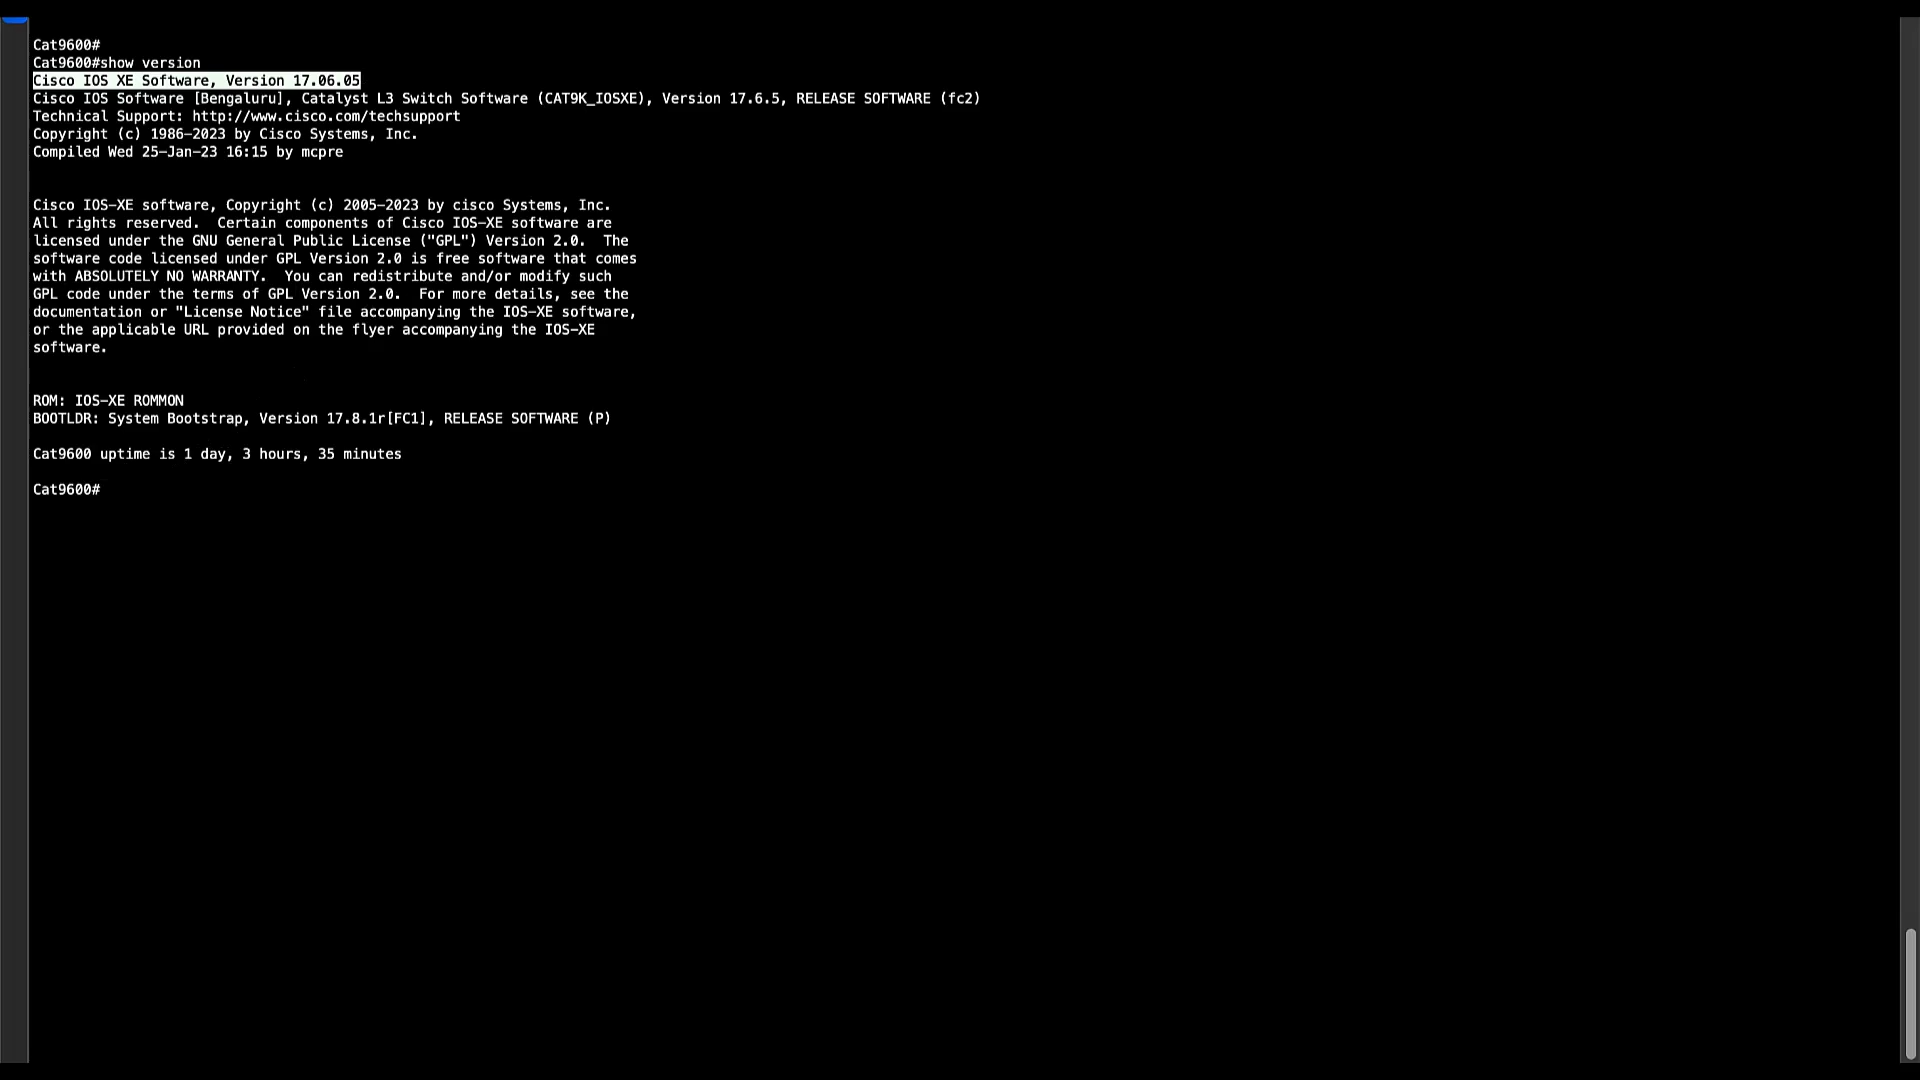 Cat9600#
Cat9600#show version
Cisco IOS XE Software, Version 17.06.05
Cisco IOS Software [Bengaluru], Catalyst L3 Switch Software (CAT9K_IOSXE), Version 17.6.5, RELEASE SOFTWARE (fc2)
Technical Support: http://www.cisco.com/techsupport
Copyright (c) 1986-2023 by Cisco Systems, Inc.
Compiled Wed 25-Jan-23 16:15 by mcpre
Cisco IOS-XE software, Copyright (c) 2005-2023 by cisco Systems, Inc.
All rights reserved.  Certain components of Cisco IOS-XE software are
licensed under the GNU General Public License ("GPL") Version 2.0.  The
software code licensed under GPL Version 2.0 is free software that comes
with ABSOLUTELY NO WARRANTY.  You can redistribute and/or modify such
GPL code under the terms of GPL Version 2.0.  For more details, see the
documentation or "License Notice" file accompanying the IOS-XE software,
or the applicable URL provided on the flyer accompanying the IOS-XE
software.
ROM: IOS-XE ROMMON
BOOTLDR: System Bootstrap, Version 17.8.1r[FC1], RELEASE SOFTWARE (P)
Cat9600 uptime is 1 day, 3 hours, 35 minutes
Cat9600#